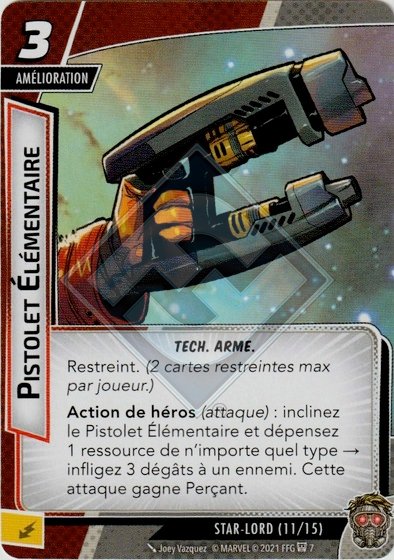 3
AMÉLIORATION
PISTOLET ÉLÉMENTAIRE
TECH. ARME.
Restreint. (2 cartes restreintes max
par joueur.)
Action de héros (attaque) : inclinez
le Pistolet Élémentaire et dépensez
1 ressource de n'importe quel type →
infligez 3 dégâts à un ennemi. Cette
attaque gagne Perçant.
STAR-LORD (11/15)
Joey Vazquez © MARVEL © 2021 FFG 7